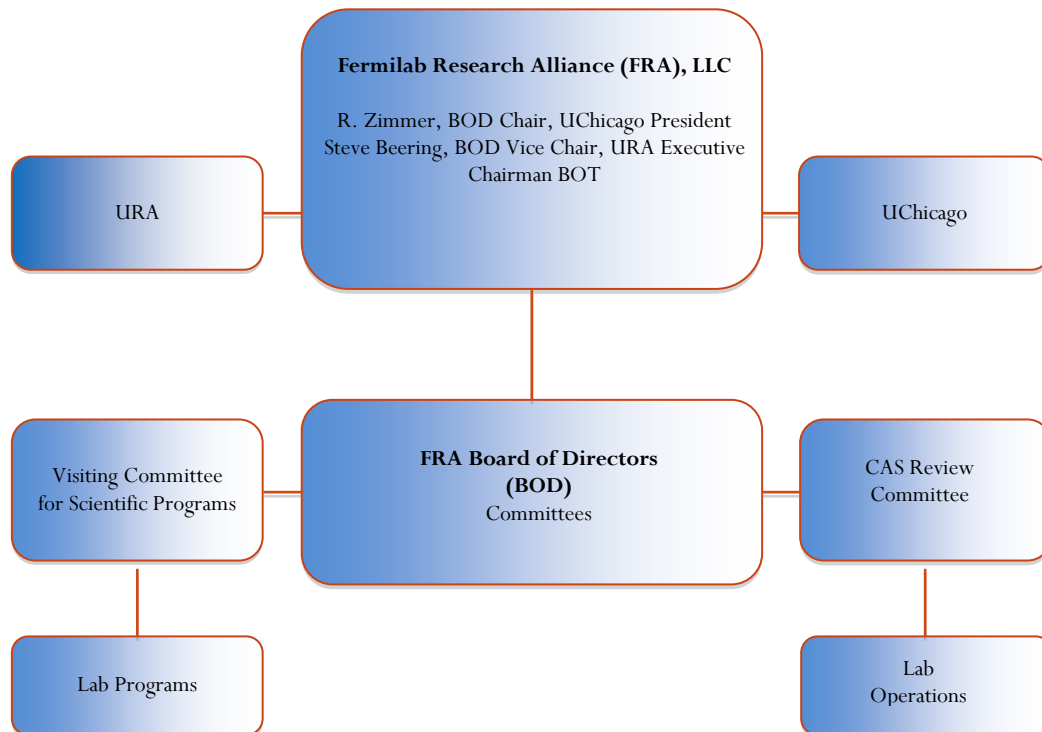 Fermilab Research Alliance (FRA), LLC
R. Zimmer, BOD Chair, UChicago President
Steve Beering, BOD Vice Chair, URA Executive
Chairman BOT
URA
UChicago
FRA Board of Directors
(BOD)
Committees
Visiting Committee
for Scientific Programs
CAS Review
Committee
Lab Programs
Lab
Operations